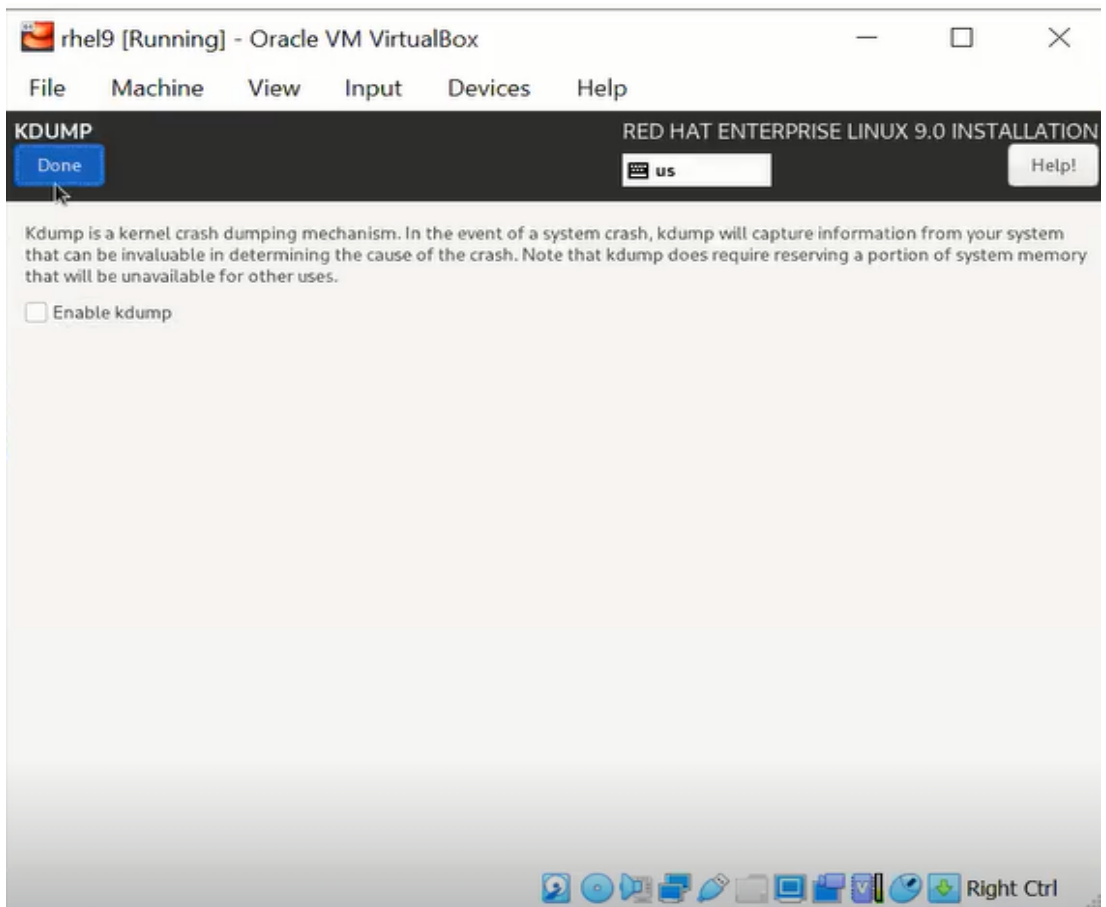 rhel9 [Running] - Oracle VM VirtualBox
File Machine View Input Devices Help
KDUMP
RED HAT ENTERPRISE LINUX 9.0 INSTALLATION
Done
us
Help!
Kdump is a kernel crash dumping mechanism. In the event of a system crash, kdump will capture information from your system
that can be invaluable in determining the cause of the crash. Note that kdump does require reserving a portion of system memory
that will be unavailable for other uses.
Enable kdump
Right Ctrl